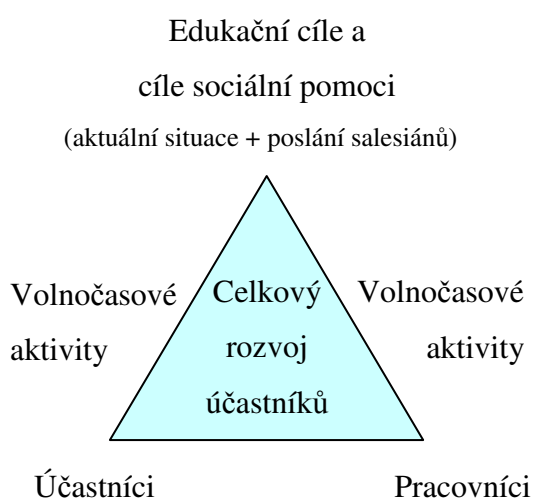 Edukační cíle a
cíle sociální pomoci
(aktuální situace + poslání salesiánů)
Volnočasové
aktivity
Celkový
rozvoj
účastníků
Volnočasové
aktivity
Účastníci
Pracovníci